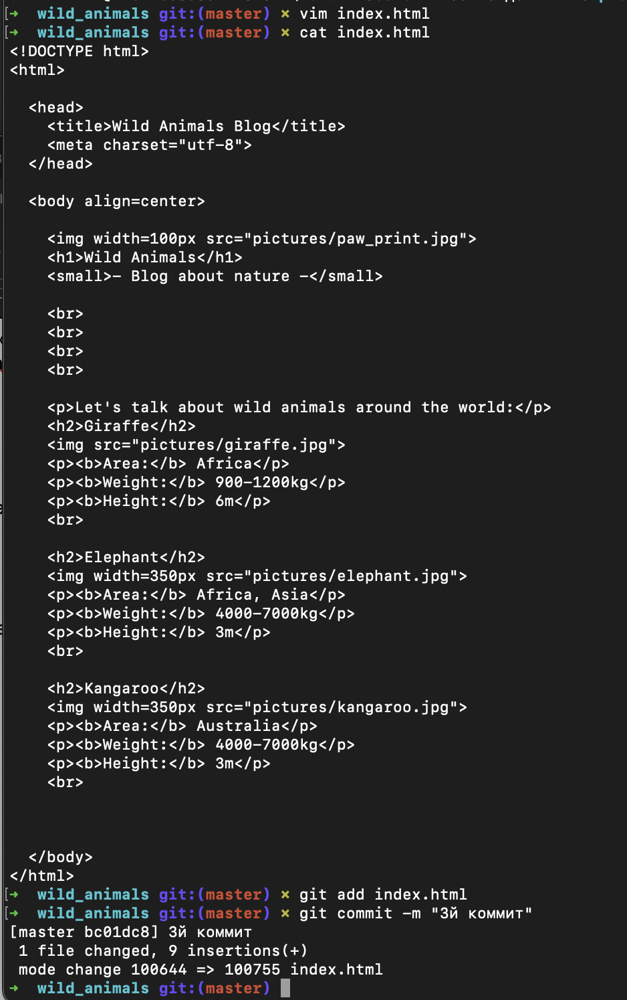 [➜  wild_animals git:(master) ✗ vim index.html
[➜  wild_animals git:(master) ✗ cat index.html
<!DOCTYPE html>
<html>

  <head>
    <title>Wild Animals Blog</title>
    <meta charset="utf-8">
  </head>

  <body align=center>

    <img width=100px src="pictures/paw_print.jpg">
    <h1>Wild Animals</h1>
    <small>- Blog about nature -</small>

    <br>
    <br>
    <br>
    <br>

    <p>Let's talk about wild animals around the world:</p>
    <h2>Giraffe</h2>
    <img src="pictures/giraffe.jpg">
    <p><b>Area:</b> Africa</p>
    <p><b>Weight:</b> 900-1200kg</p>
    <p><b>Height:</b> 6m</p>
    <br>

    <h2>Elephant</h2>
    <img width=350px src="pictures/elephant.jpg">
    <p><b>Area:</b> Africa, Asia</p>
    <p><b>Weight:</b> 4000-7000kg</p>
    <p><b>Height:</b> 3m</p>
    <br>

    <h2>Kangaroo</h2>
    <img width=350px src="pictures/kangaroo.jpg">
    <p><b>Area:</b> Australia</p>
    <p><b>Weight:</b> 4000-7000kg</p>
    <p><b>Height:</b> 3m</p>
    <br>

  </body>
</html>
[➜  wild_animals git:(master) ✗ git add index.html
[➜  wild_animals git:(master) ✗ git commit -m "3й коммит"
[master bc01dc8] 3й коммит
 1 file changed, 9 insertions(+)
 mode change 100644 => 100755 index.html
➜  wild_animals git:(master)